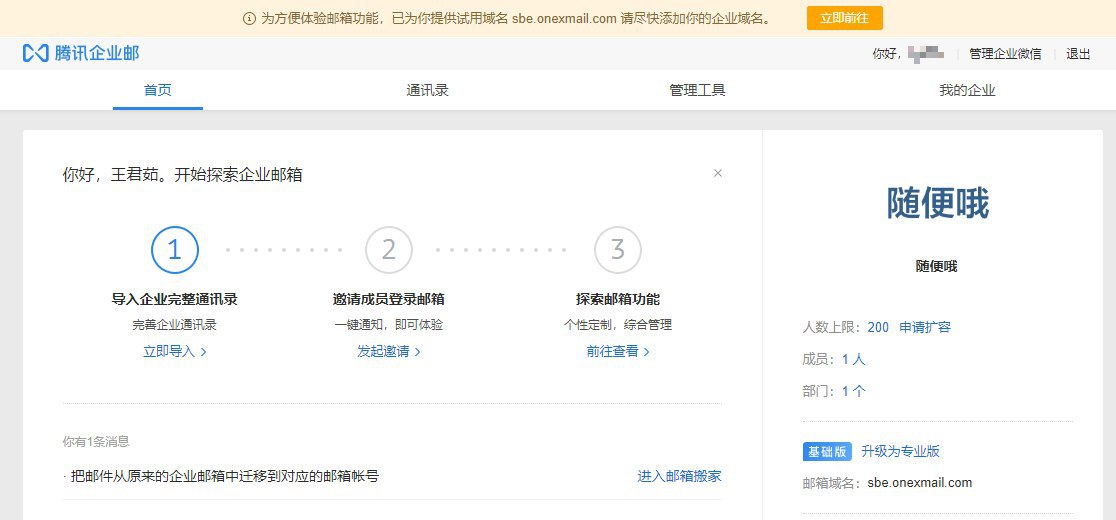 为方便体验邮箱功能，已为你提供试用域名 sbe.onexmail.com 请尽快添加你的企业域名。 立即前往
腾讯企业邮
你好， 管理企业微信 退出
首页 通讯录 管理工具 我的企业
你好，王君茹。开始探索企业邮箱 ×
1 2 3
导入企业完整通讯录 邀请成员登录邮箱 探索邮箱功能
完善企业通讯录 一键通知，即可体验 个性定制，综合管理
立即导入 > 发起邀请 > 前往查看 >
你有1条消息
· 把邮件从原来的企业邮箱中迁移到对应的邮箱帐号 进入邮箱搬家
随便哦
随便哦
人数上限：200 申请扩容
成员：1 人
部门：1 个
基础版 升级为专业版
邮箱域名：sbe.onexmail.com